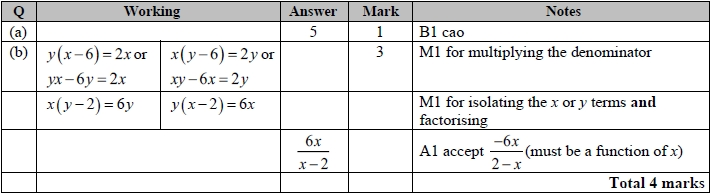 Q Working Answer Mark Notes
(a) 5 1 B1 cao
(b) y(x−6)=2x or x(y−6)=2y or 3 M1 for multiplying the denominator
yx−6y=2x xy−6x=2y
x(y−2)=6y y(x−2)=6x M1 for isolating the x or y terms and
factorising
6x/(x−2) A1 accept −6x/(2−x) (must be a function of x)
Total 4 marks